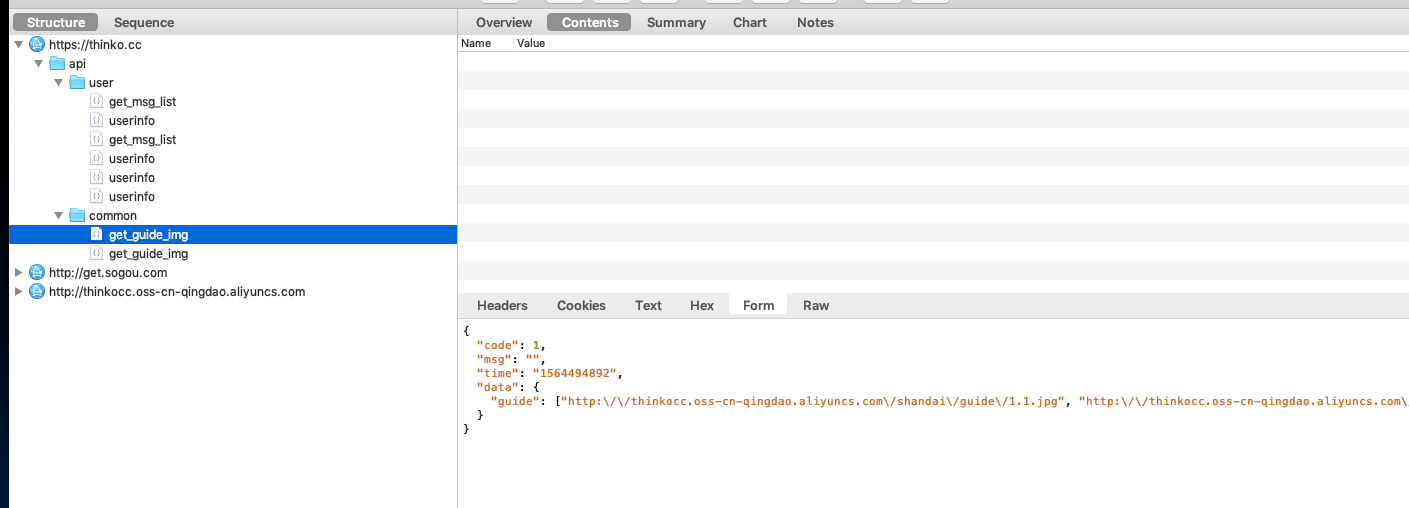 Structure Sequence
Overview Contents Summary Chart Notes
Name Value
https://thinko.cc
api
user
get_msg_list
userinfo
get_msg_list
userinfo
userinfo
userinfo
common
get_guide_img
get_guide_img
http://get.sogou.com
http://thinkocc.oss-cn-qingdao.aliyuncs.com
Headers Cookies Text Hex Form Raw
{
"code": 1,
"msg": "",
"time": "1564494892",
"data": {
"guide": ["http:\/\/thinkocc.oss-cn-qingdao.aliyuncs.com\/shandai\/guide\/1.1.jpg", "http:\/\/thinkocc.oss-cn-qingdao.aliyuncs.com\/
}
}